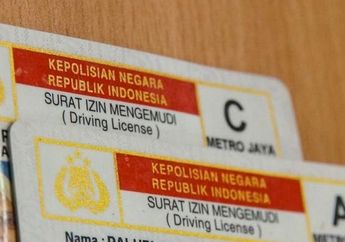 KEPOLISIAN NEGARA
REPUBLIK INDONESIA
SURAT IZIN MENGEMUDI
( Driving License )
C
METRO JAYA
KEPOLISIAN NEGARA
REPUBLIK INDONESIA
SURAT IZIN MENGEMUDI
( Driving License )
A
METR
Nama :